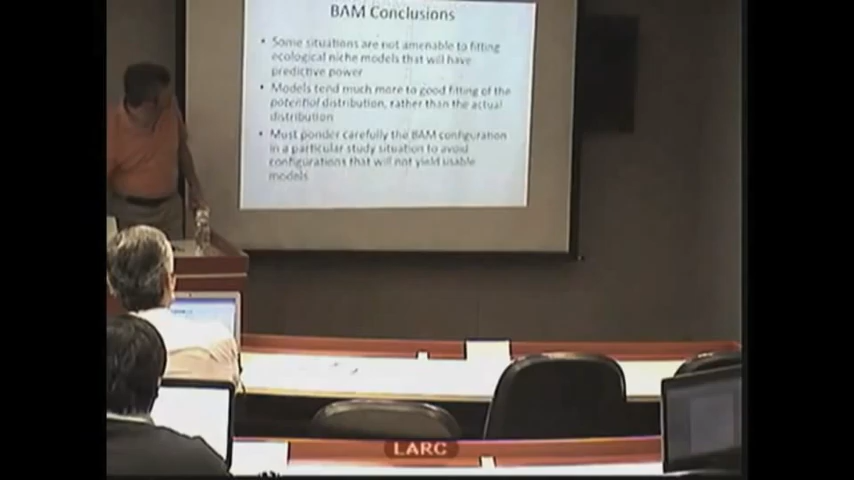 BAM Conclusions
• Some situations are not amenable to fitting
ecological niche models that will have
predictive power
• Models tend much more to good fitting of the
potential distribution, rather than the actual
distribution
• Must ponder carefully the BAM configuration
in a particular study situation to avoid
configurations that will not yield usable
models
LARC